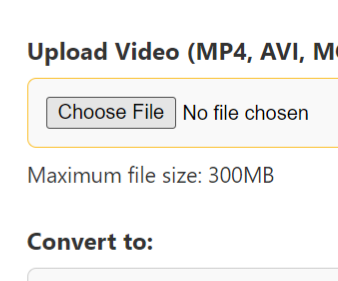 Upload Video (MP4, AVI, M
Choose File No file chosen
Maximum file size: 300MB
Convert to: